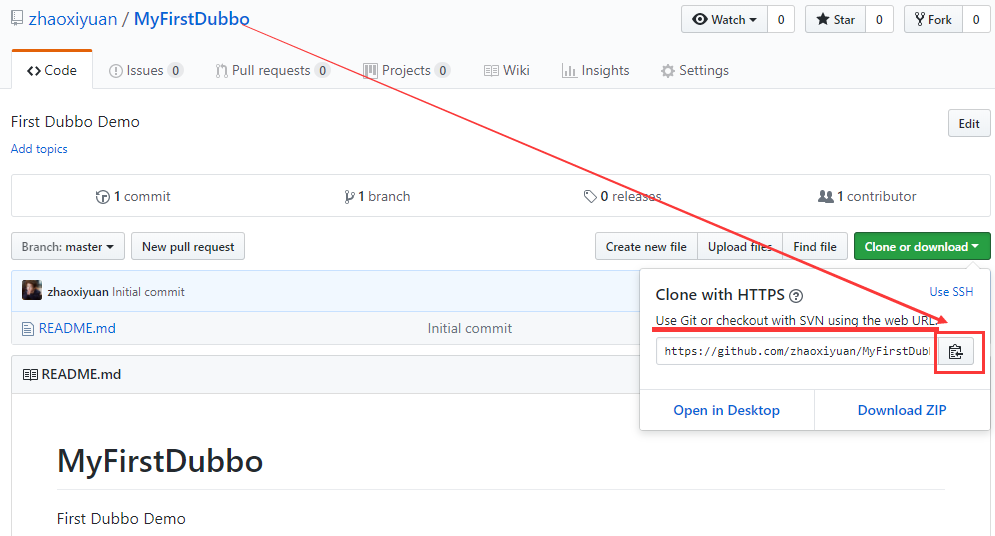 zhaoxiyuan / MyFirstDubbo
Watch 0 Star 0 Fork 0
Code Issues 0 Pull requests 0 Projects 0 Wiki Insights Settings
First Dubbo Demo Edit
Add topics
1 commit 1 branch 0 releases 1 contributor
Branch: master New pull request Create new file Upload files Find file Clone or download
zhaoxiyuan Initial commit
README.md Initial commit
Clone with HTTPS Use SSH
Use Git or checkout with SVN using the web URL.
https://github.com/zhaoxiyuan/MyFirstDubb
Open in Desktop Download ZIP
README.md
MyFirstDubbo
First Dubbo Demo